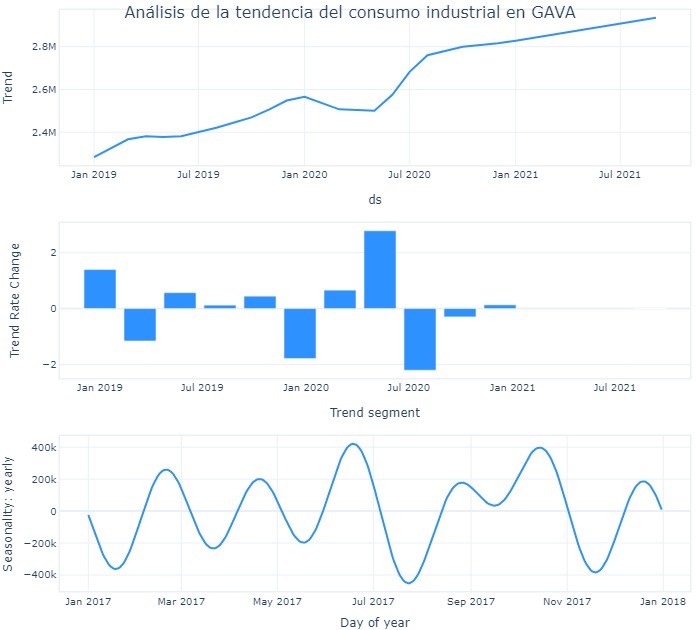 Análisis de la tendencia del consumo industrial en GAVA
Trend
2.8M
2.6M
2.4M
Jan 2019 Jul 2019 Jan 2020 Jul 2020 Jan 2021 Jul 2021
ds
Trend Rate Change
2
0
−2
Jan 2019 Jul 2019 Jan 2020 Jul 2020 Jan 2021 Jul 2021
Trend segment
Seasonality: yearly
400k
200k
0
−200k
−400k
Jan 2017 Mar 2017 May 2017 Jul 2017 Sep 2017 Nov 2017 Jan 2018
Day of year